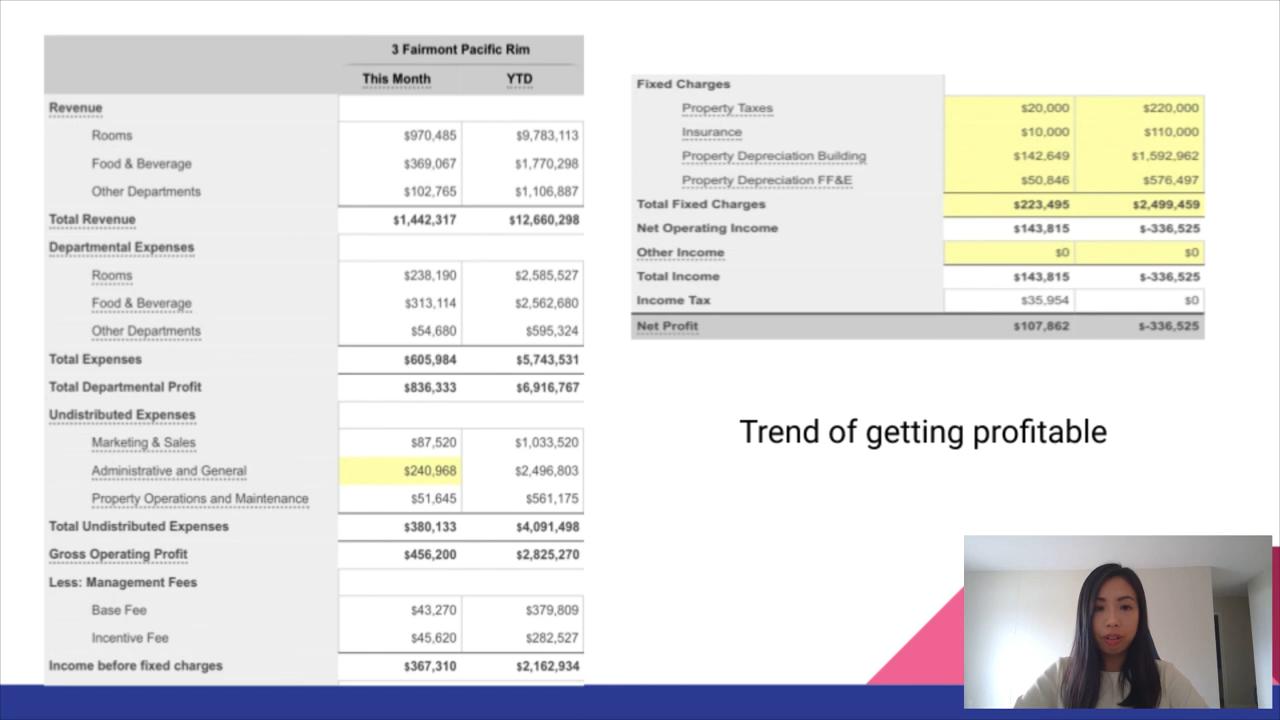 3 Fairmont Pacific Rim
This Month YTD
Revenue
Rooms $970,485 $9,783,113
Food & Beverage $369,067 $1,770,298
Other Departments $102,765 $1,106,887
Total Revenue $1,442,317 $12,660,298
Departmental Expenses
Rooms $238,190 $2,585,527
Food & Beverage $313,114 $2,562,680
Other Departments $54,680 $595,324
Total Expenses $605,984 $5,743,531
Total Departmental Profit $836,333 $6,916,767
Undistributed Expenses
Marketing & Sales $87,520 $1,033,520
Administrative and General $240,968 $2,496,803
Property Operations and Maintenance $51,645 $561,175
Total Undistributed Expenses $380,133 $4,091,498
Gross Operating Profit $456,200 $2,825,270
Less: Management Fees
Base Fee $43,270 $379,809
Incentive Fee $45,620 $282,527
Income before fixed charges $367,310 $2,162,934
Fixed Charges
Property Taxes $20,000 $220,000
Insurance $10,000 $110,000
Property Depreciation Building $142,649 $1,592,962
Property Depreciation FF&E $50,846 $576,497
Total Fixed Charges $223,495 $2,499,459
Net Operating Income $143,815 $-336,525
Other Income $0 $0
Total Income $143,815 $-336,525
Income Tax $35,954 $0
Net Profit $107,862 $-336,525
Trend of getting profitable